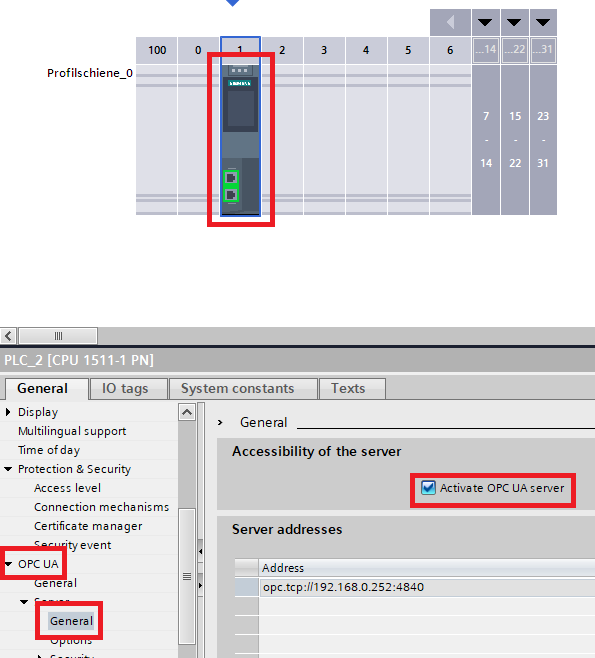 ...14 ...22 ...31
100 0 1 2 3 4 5 6
Profilschiene_0
SIEMENS
7 15 23
- - -
14 22 31
PLC_2 [CPU 1511-1 PN]
General IO tags System constants Texts
Display
Multilingual support
Time of day
Protection & Security
Access level
Connection mechanisms
Certificate manager
Security event
OPC UA
General
Server
General
Options
Security
General
Accessibility of the server
Activate OPC UA server
Server addresses
Address
opc.tcp://192.168.0.252:4840